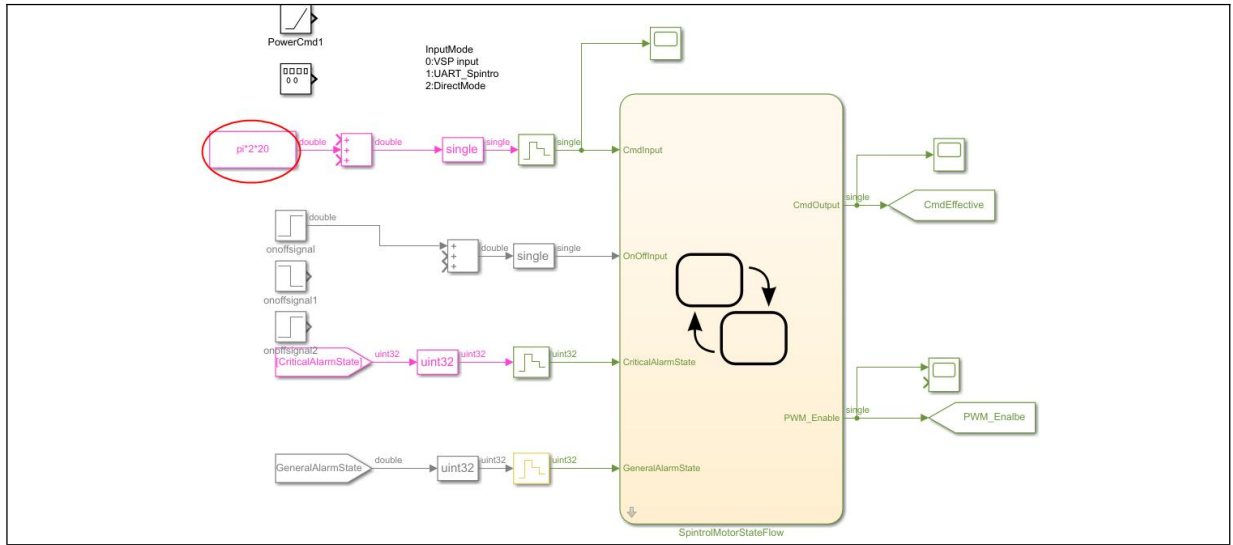 PowerCmd1
InputMode
0:VSP input
1:UART_Spintro
2:DirectMode
pi*2*20
double
+
+
+
double
single
single
single
CmdInput
CmdOutput
single
CmdEffective
double
onoffsignal
+
+
+
double
single
single
OnOffInput
onoffsignal1
onoffsignal2
[CriticalAlarmState]
uint32
uint32
uint32
uint32
CriticalAlarmState
PWM_Enable
single
PWM_Enalbe
GeneralAlarmState
double
uint32
uint32
uint32
GeneralAlarmState
SpintrolMotorStateFlow